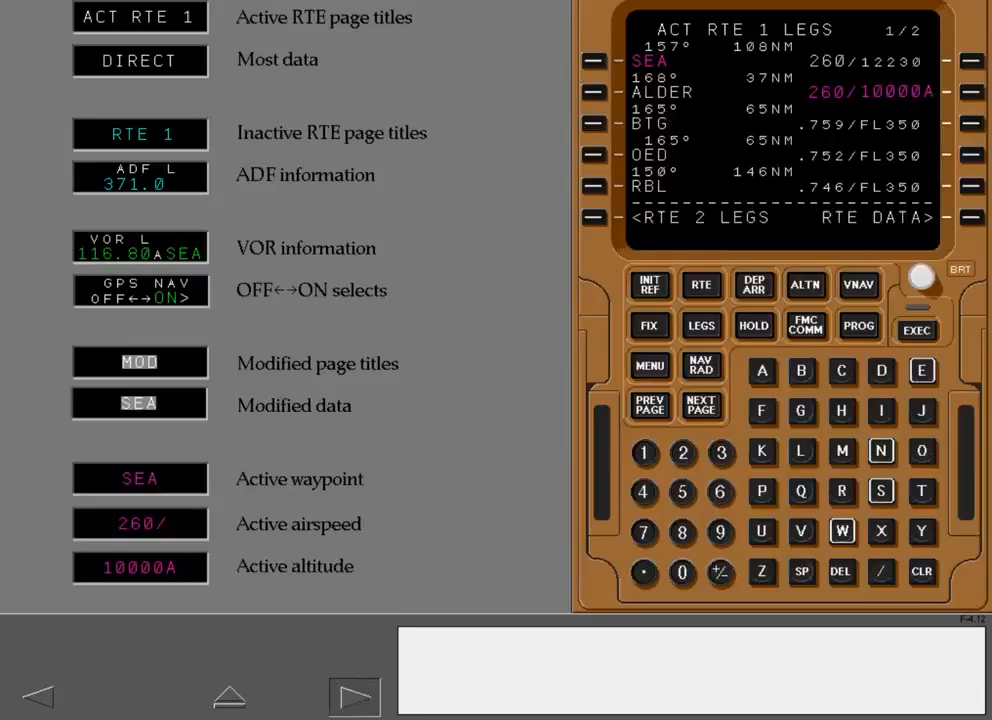 ACT RTE 1 Active RTE page titles
DIRECT Most data
RTE 1 Inactive RTE page titles
ADF L
371.0 ADF information
VOR L
116.80ASEA VOR information
GPS NAV
OFF←→ON> OFF←→ON selects
MOD Modified page titles
SEA Modified data
SEA Active waypoint
260/ Active airspeed
10000A Active altitude
ACT RTE 1 LEGS 1/2
157° 108NM
SEA 260/12230
168° 37NM
ALDER 260/10000A
165° 65NM
BTG .759/FL350
165° 65NM
OED .752/FL350
150° 146NM
RBL .746/FL350
<RTE 2 LEGS RTE DATA>
BRT
INIT REF RTE DEP ARR ALTN VNAV
FIX LEGS HOLD FMC COMM PROG EXEC
MENU NAV RAD
PREV PAGE NEXT PAGE
A B C D E
F G H I J
K L M N O
P Q R S T
U V W X Y
Z SP DEL / CLR
1 2 3
4 5 6
7 8 9
. 0 +/-
F-4.12